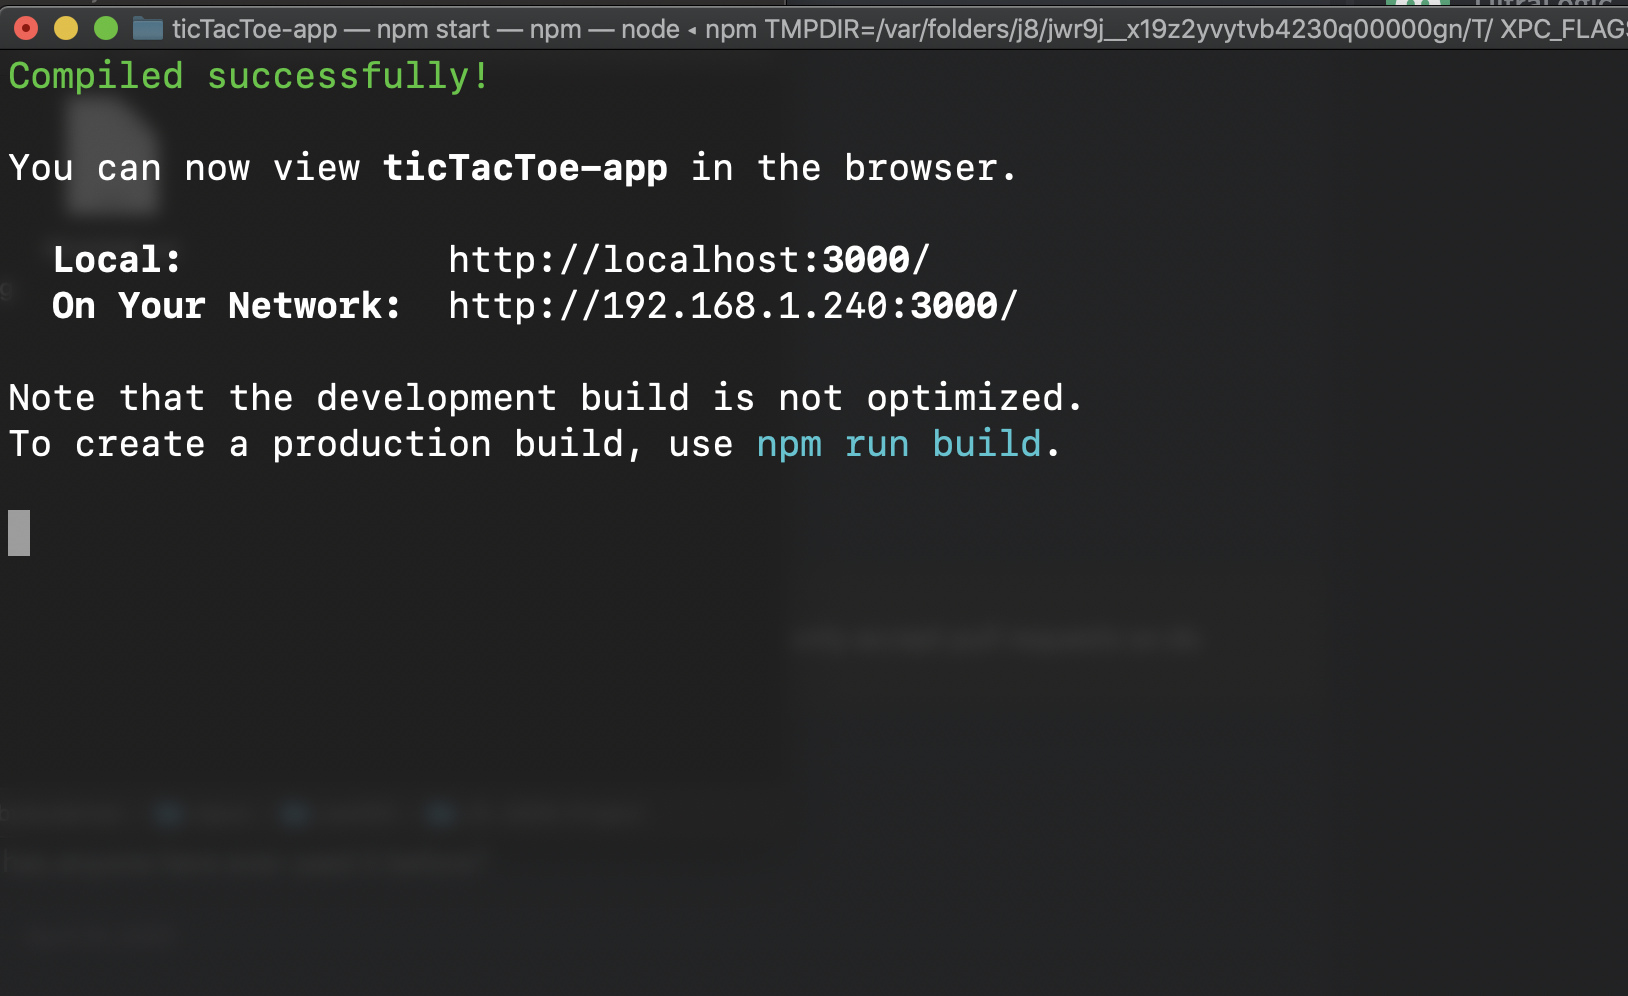 ticTacToe-app — npm start — npm — node ◂ npm TMPDIR=/var/folders/j8/jwr9j__x19z2yvytvb4230q00000gn/T/ XPC_FLAGS
Compiled successfully!
You can now view ticTacToe-app in the browser.
Local: http://localhost:3000/
On Your Network: http://192.168.1.240:3000/
Note that the development build is not optimized.
To create a production build, use npm run build.